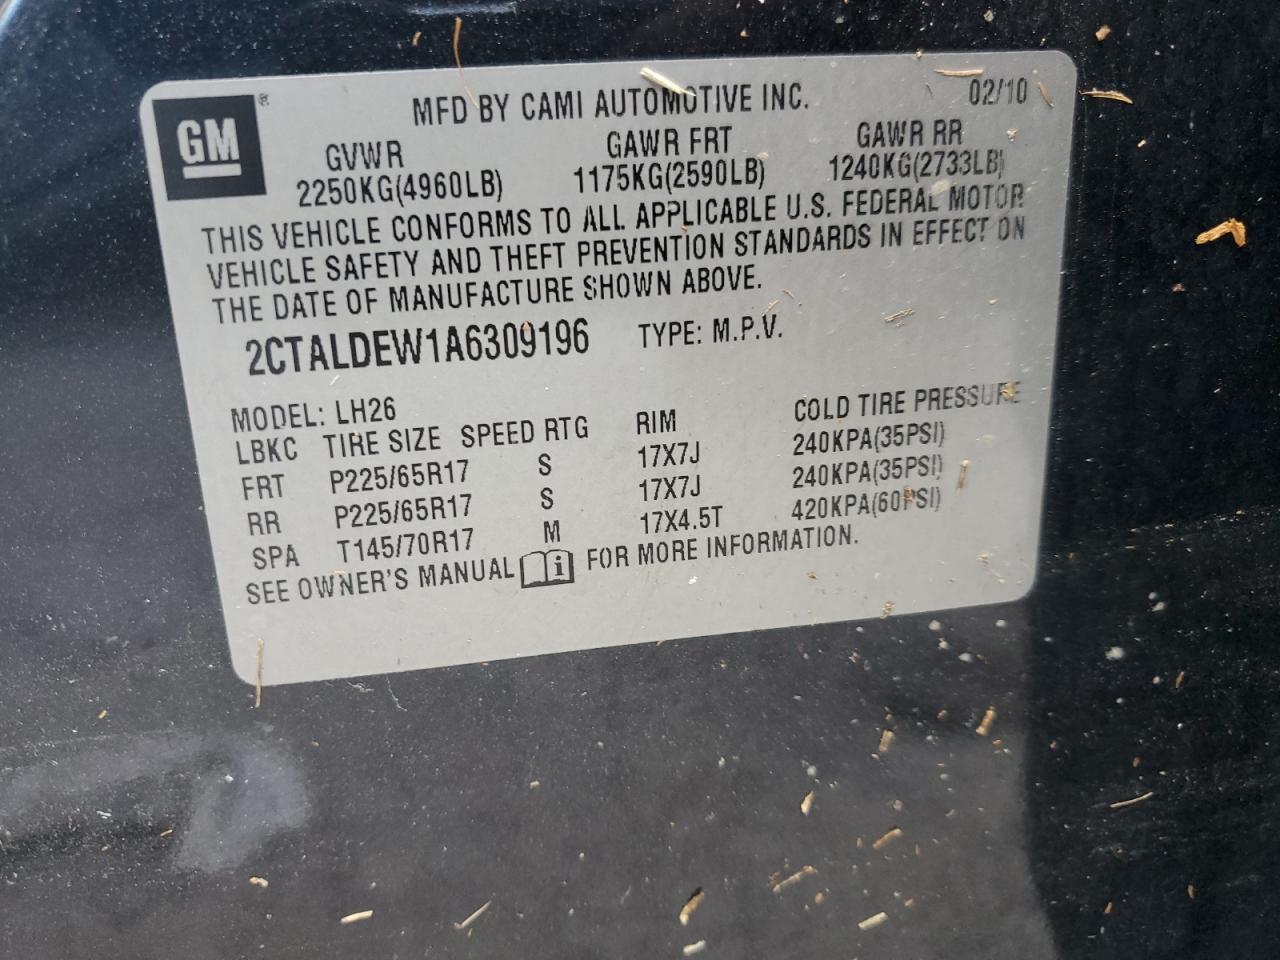 GM ®
MFD BY CAMI AUTOMOTIVE INC. 02/10
GVWR GAWR FRT GAWR RR
2250KG(4960LB) 1175KG(2590LB) 1240KG(2733LB)
THIS VEHICLE CONFORMS TO ALL APPLICABLE U.S. FEDERAL MOTOR
VEHICLE SAFETY AND THEFT PREVENTION STANDARDS IN EFFECT ON
THE DATE OF MANUFACTURE SHOWN ABOVE.
2CTALDEW1A6309196 TYPE: M.P.V.
MODEL: LH26
LBKC TIRE SIZE SPEED RTG RIM COLD TIRE PRESSURE
FRT P225/65R17 S 17X7J 240KPA(35PSI)
RR P225/65R17 S 17X7J 240KPA(35PSI)
SPA T145/70R17 M 17X4.5T 420KPA(60PSI)
SEE OWNER'S MANUAL i FOR MORE INFORMATION.